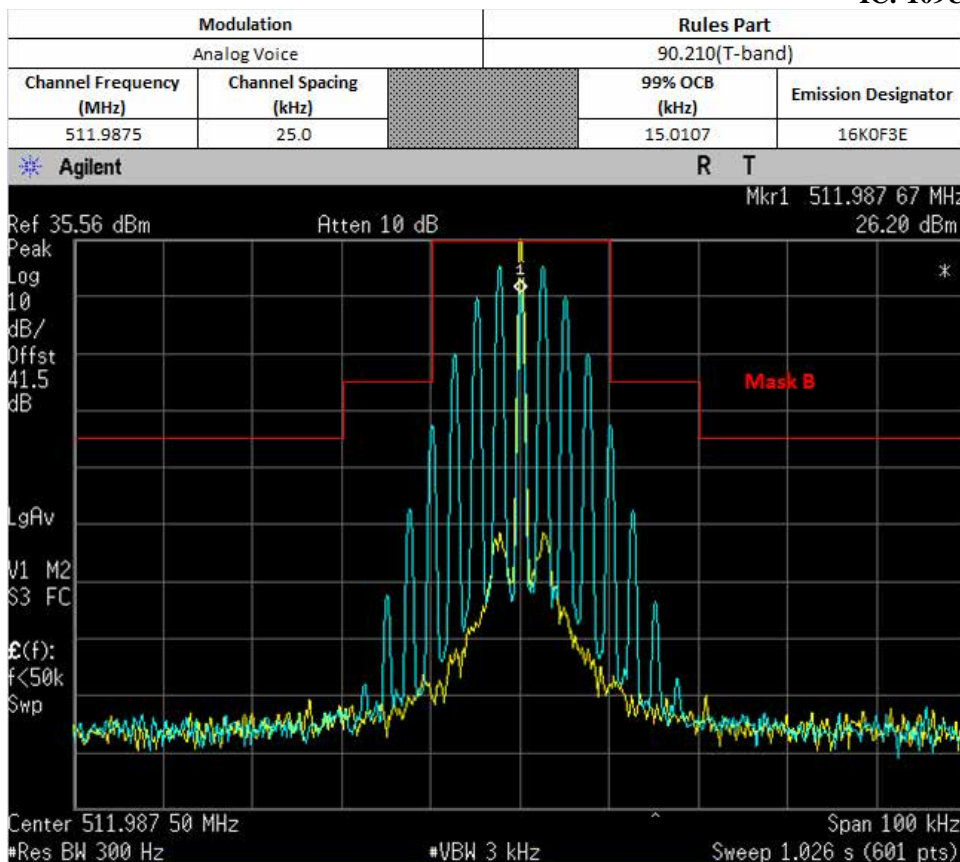 Modulation Rules Part
Analog Voice 90.210(T-band)
Channel Frequency (MHz) Channel Spacing (kHz) 99% OCB (kHz) Emission Designator
511.9875 25.0 15.0107 16K0F3E
Agilent R T
Mkr1 511.987 67 MHz
Ref 35.56 dBm Atten 10 dB 26.20 dBm
Peak
Log
1
*
10
dB/
Offst
41.5
Mask B
dB
LgAv
V1 M2
S3 FC
£(f):
f<50k
Swp
Center 511.987 50 MHz ^ Span 100 kHz
#Res BW 300 Hz #VBW 3 kHz Sweep 1.026 s (601 pts)